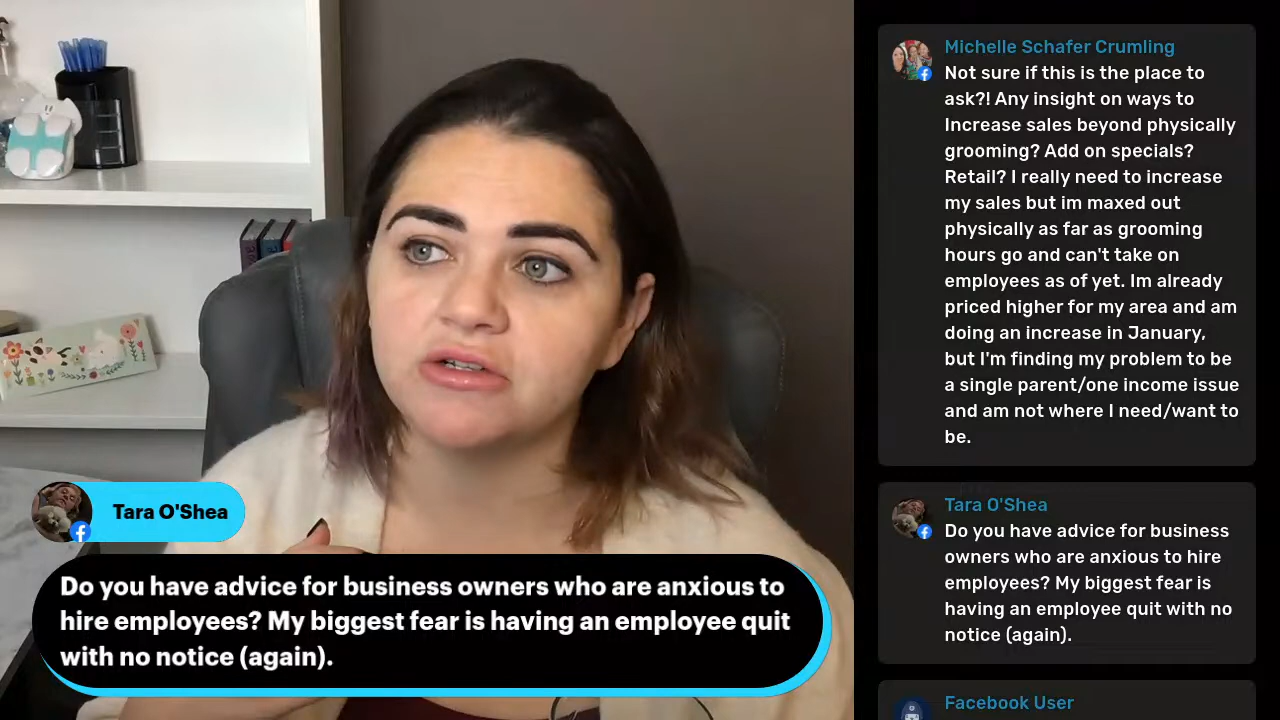 Michelle Schafer Crumling
Not sure if this is the place to
ask?! Any insight on ways to
Increase sales beyond physically
grooming? Add on specials?
Retail? I really need to increase
my sales but im maxed out
physically as far as grooming
hours go and can't take on
employees as of yet. Im already
priced higher for my area and am
doing an increase in January,
but I'm finding my problem to be
a single parent/one income issue
and am not where I need/want to
be.
Tara O'Shea
Do you have advice for business
owners who are anxious to hire
employees? My biggest fear is
having an employee quit with no
notice (again).
Facebook User
Tara O'Shea
Do you have advice for business owners who are anxious to
hire employees? My biggest fear is having an employee quit
with no notice (again).